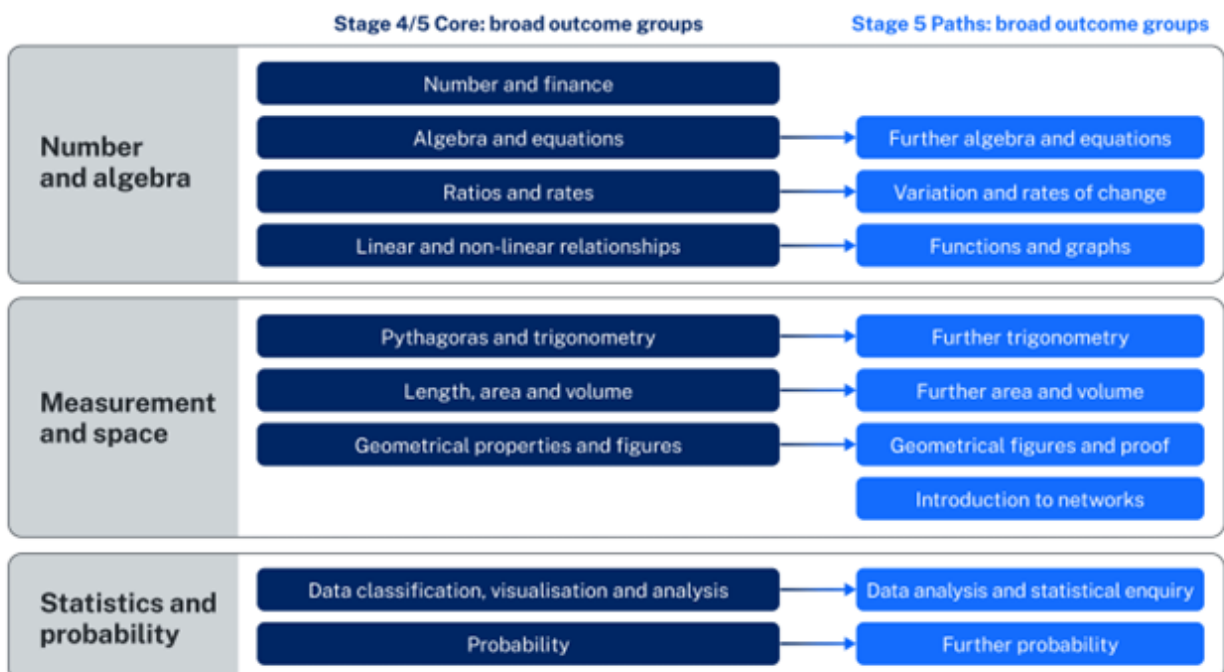 Stage 4/5 Core: broad outcome groups
Stage 5 Paths: broad outcome groups
Number
and algebra
Number and finance
Algebra and equations
Further algebra and equations
Ratios and rates
Variation and rates of change
Linear and non-linear relationships
Functions and graphs
Measurement
and space
Pythagoras and trigonometry
Further trigonometry
Length, area and volume
Further area and volume
Geometrical properties and figures
Geometrical figures and proof
Introduction to networks
Statistics and
probability
Data classification, visualisation and analysis
Data analysis and statistical enquiry
Probability
Further probability